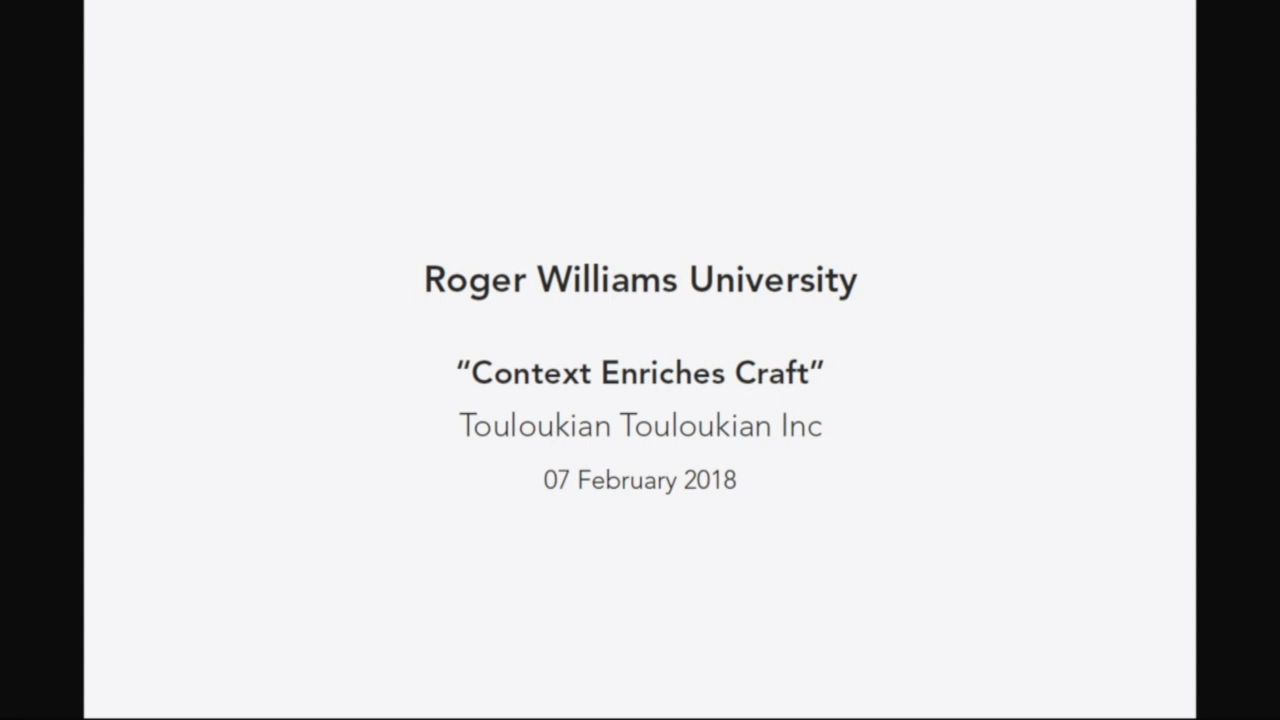 Roger Williams University
“Context Enriches Craft”
Touloukian Touloukian Inc
07 February 2018